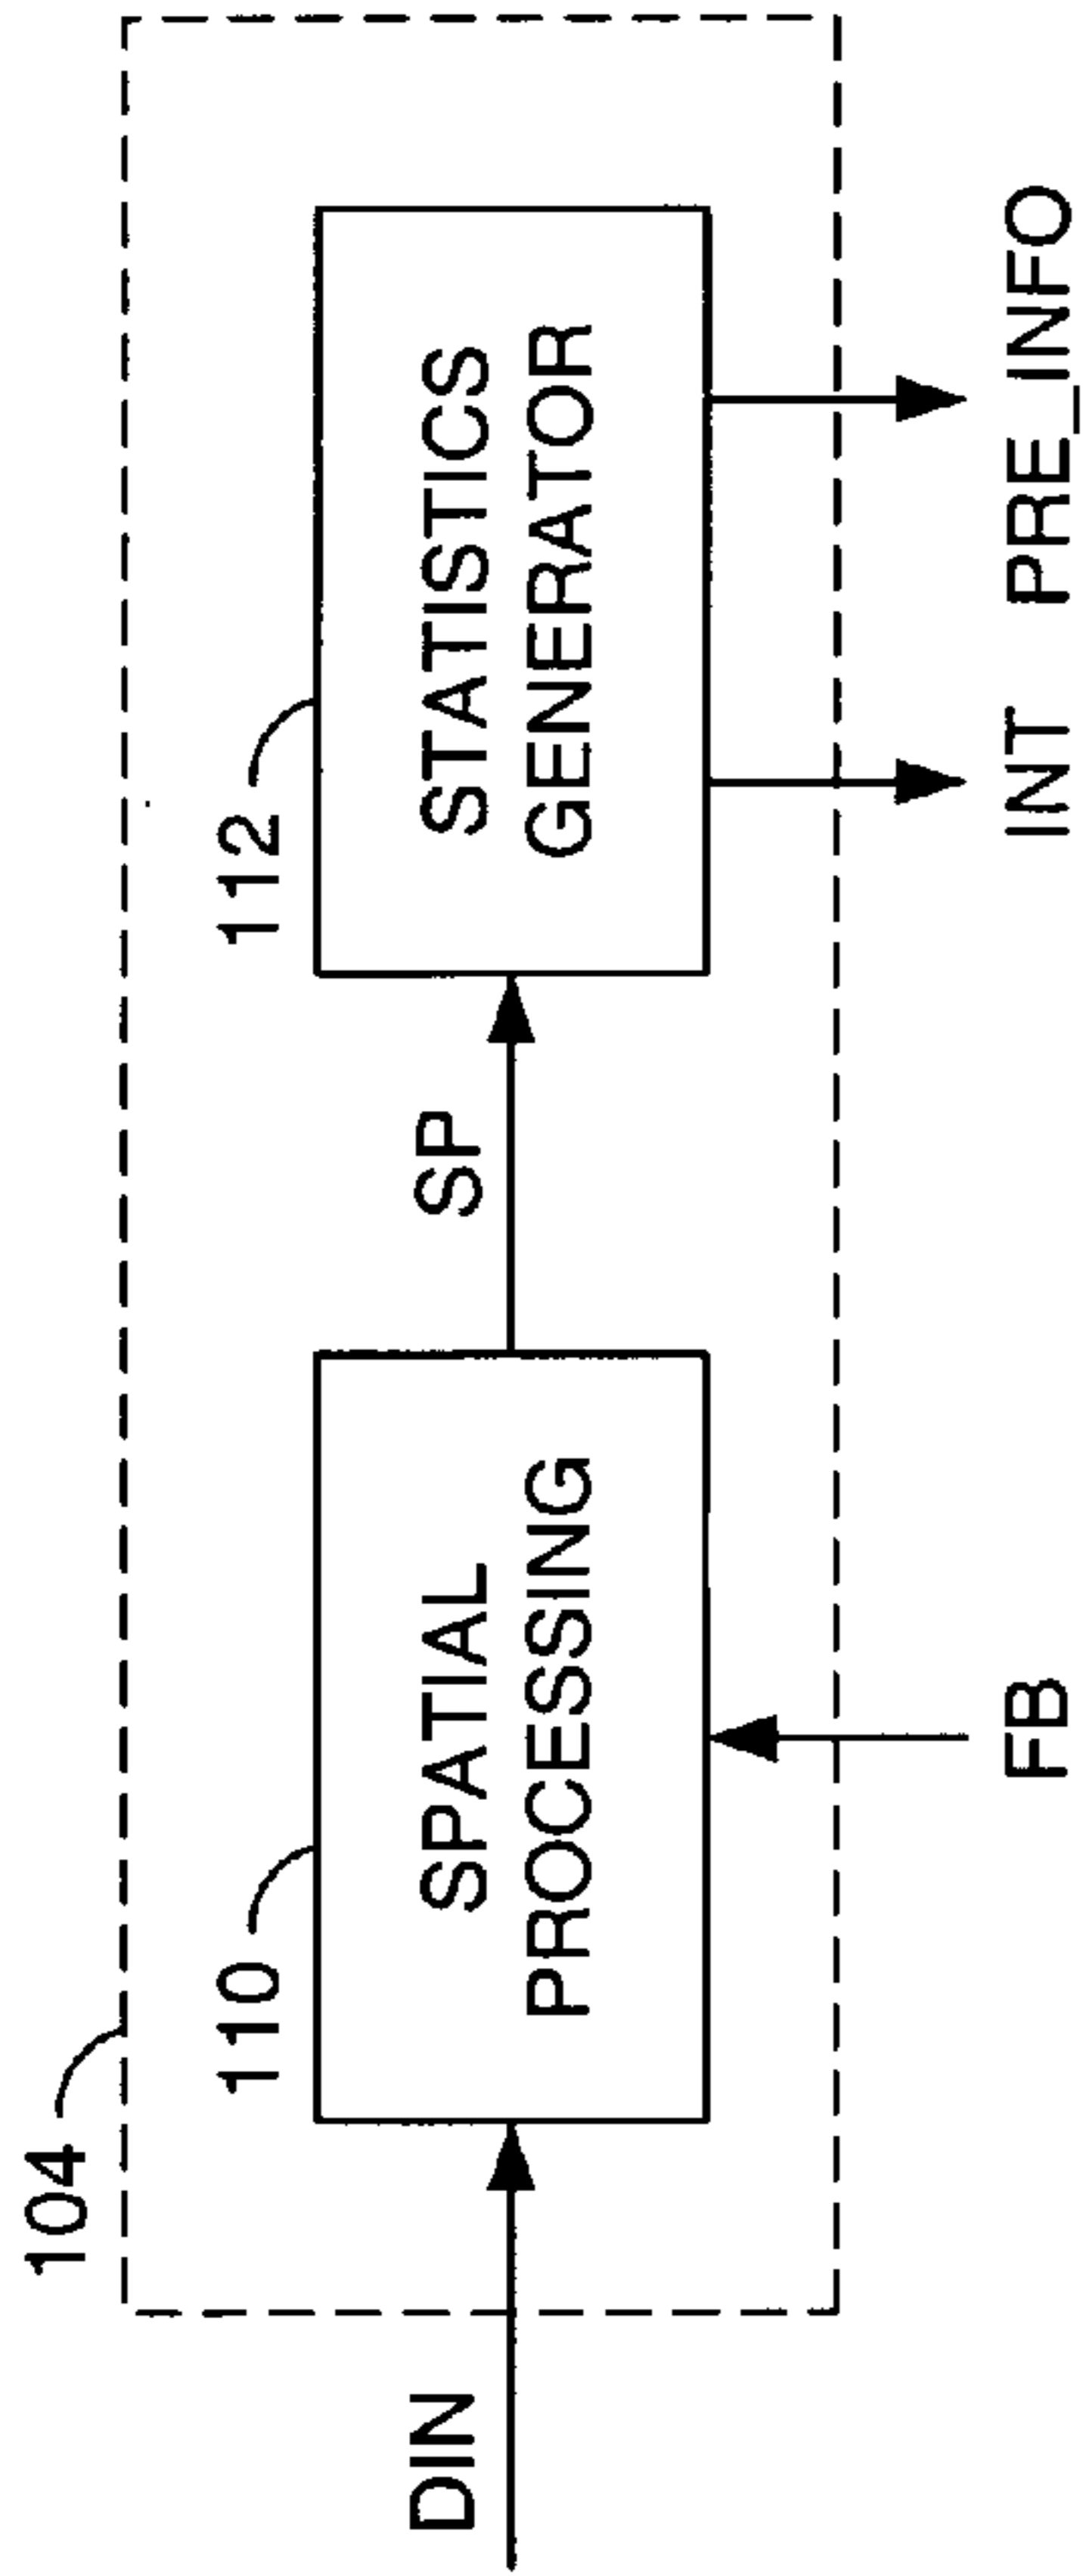 104
110
112
DIN
SPATIAL
PROCESSING
SP
STATISTICS
GENERATOR
FB
INT
PRE_INFO